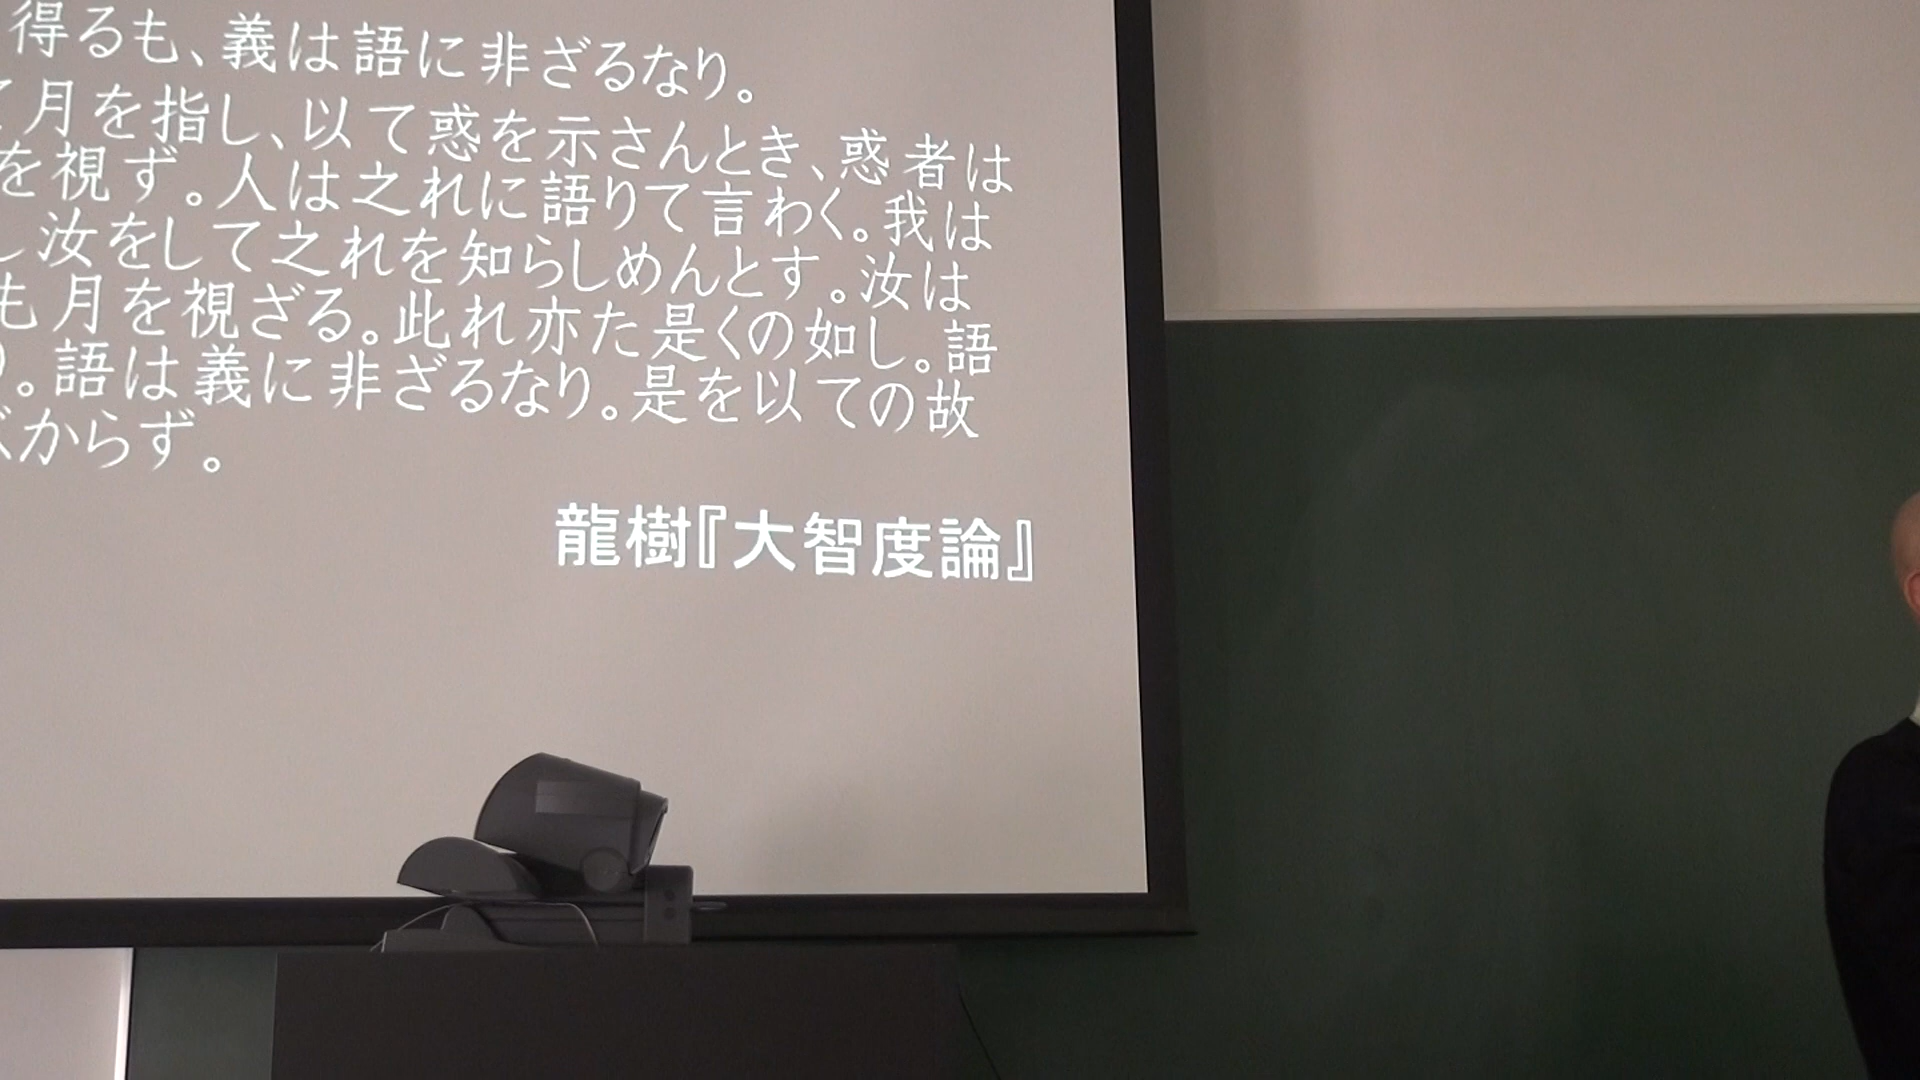 得るも、義は語に非ざるなり。
て月を指し、以て惑を示さんとき、惑者は
を視ず。人は之れに語りて言わく。我は
し汝をして之れを知らしめんとす。汝は
も月を視ざる。此れ亦た是くの如し。語
。語は義に非ざるなり。是を以ての故
べからず。
龍樹『大智度論』